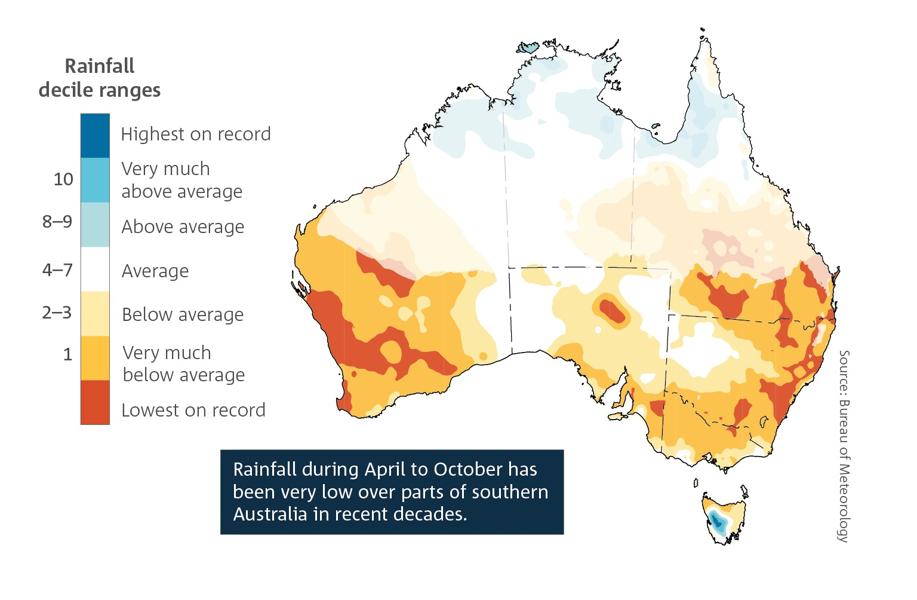 Rainfall
decile ranges
Highest on record
10
Very much
above average
8–9
Above average
4–7
Average
2–3
Below average
1
Very much
below average
Lowest on record
Rainfall during April to October has
been very low over parts of southern
Australia in recent decades.
Source: Bureau of Meteorology